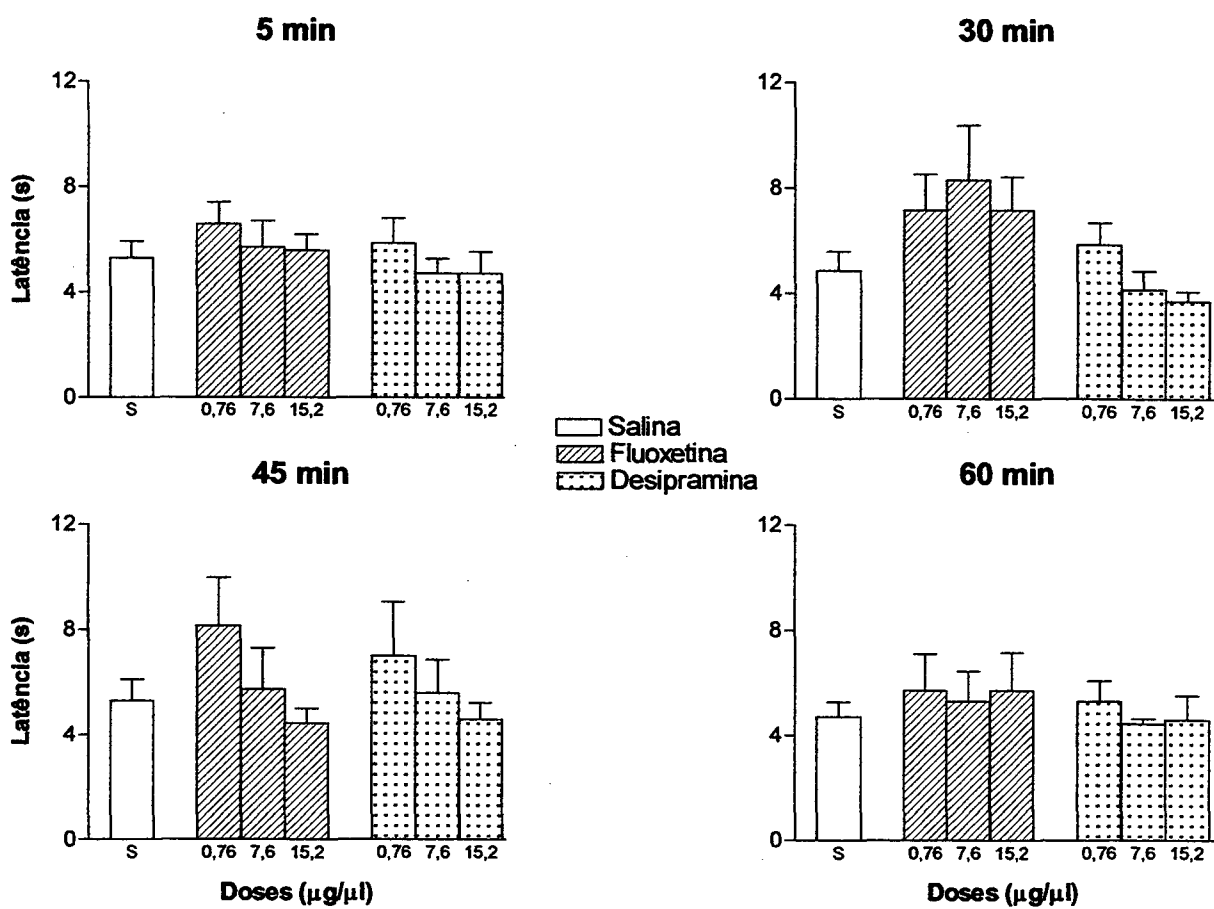 5 min
12
8
4
0
Latência (s)
S 0,76 7,6 15,2 0,76 7,6 15,2
30 min
12
8
4
0
S 0,76 7,6 15,2 0,76 7,6 15,2
Salina
Fluoxetina
Desipramina
45 min
12
8
4
0
Latência (s)
S 0,76 7,6 15,2 0,76 7,6 15,2
Doses (µg/µl)
60 min
12
8
4
0
S 0,76 7,6 15,2 0,76 7,6 15,2
Doses (µg/µl)